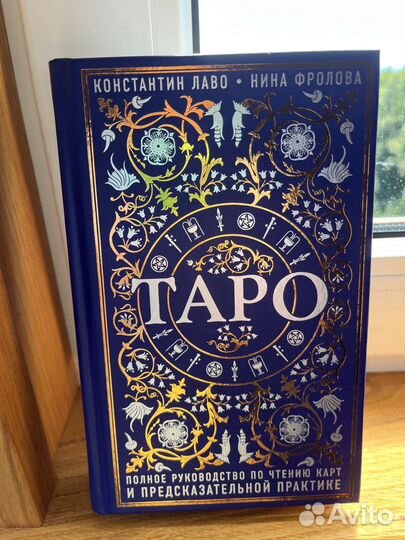 КОНСТАНТИН ЛАВО • НИНА ФРОЛОВА
ТАРО
ПОЛНОЕ РУКОВОДСТВО ПО ЧТЕНИЮ КАРТ
И ПРЕДСКАЗАТЕЛЬНОЙ ПРАКТИКЕ
Avito